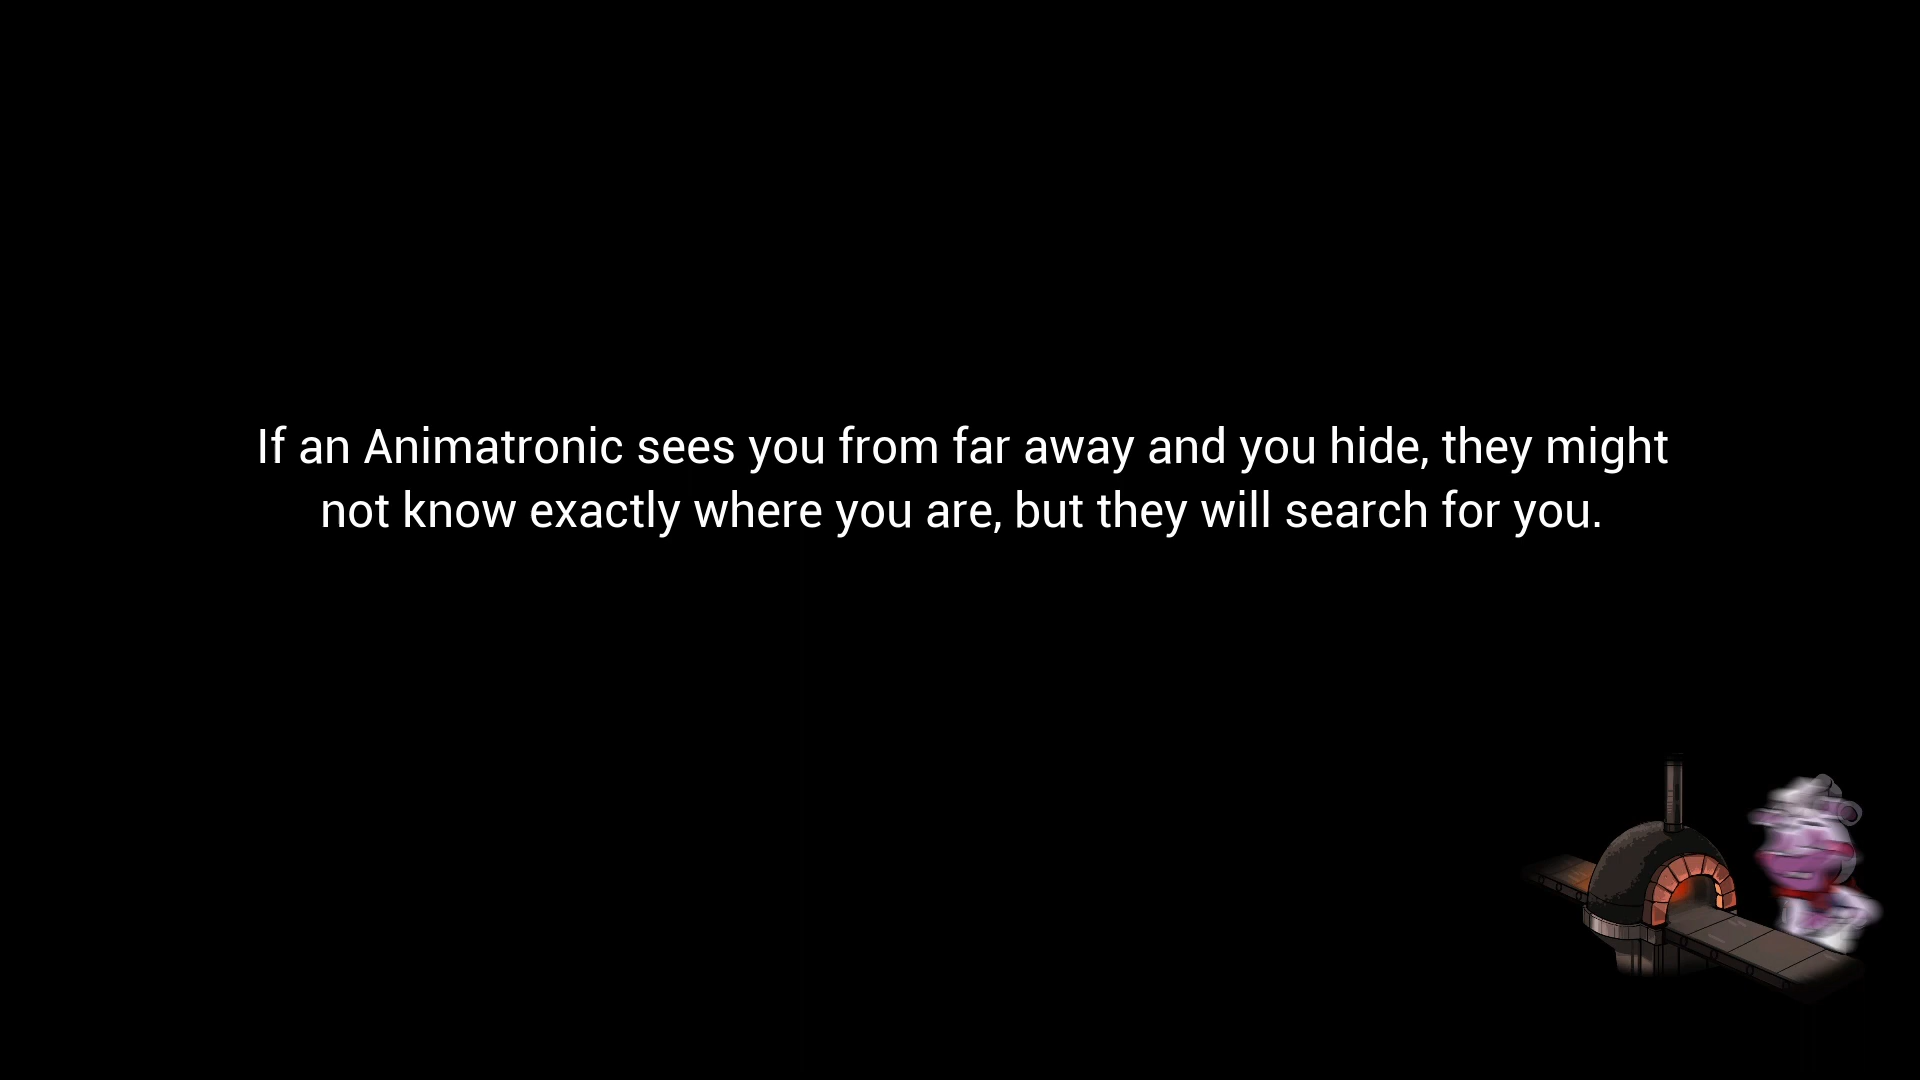 If an Animatronic sees you from far away and you hide, they might
not know exactly where you are, but they will search for you.